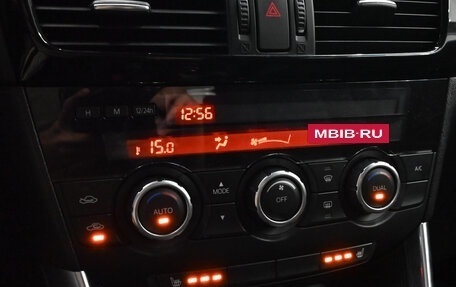 H M 12/24h
12:56
15.0
MBIB-RU
AUTO
MODE
OFF
DUAL
A/C